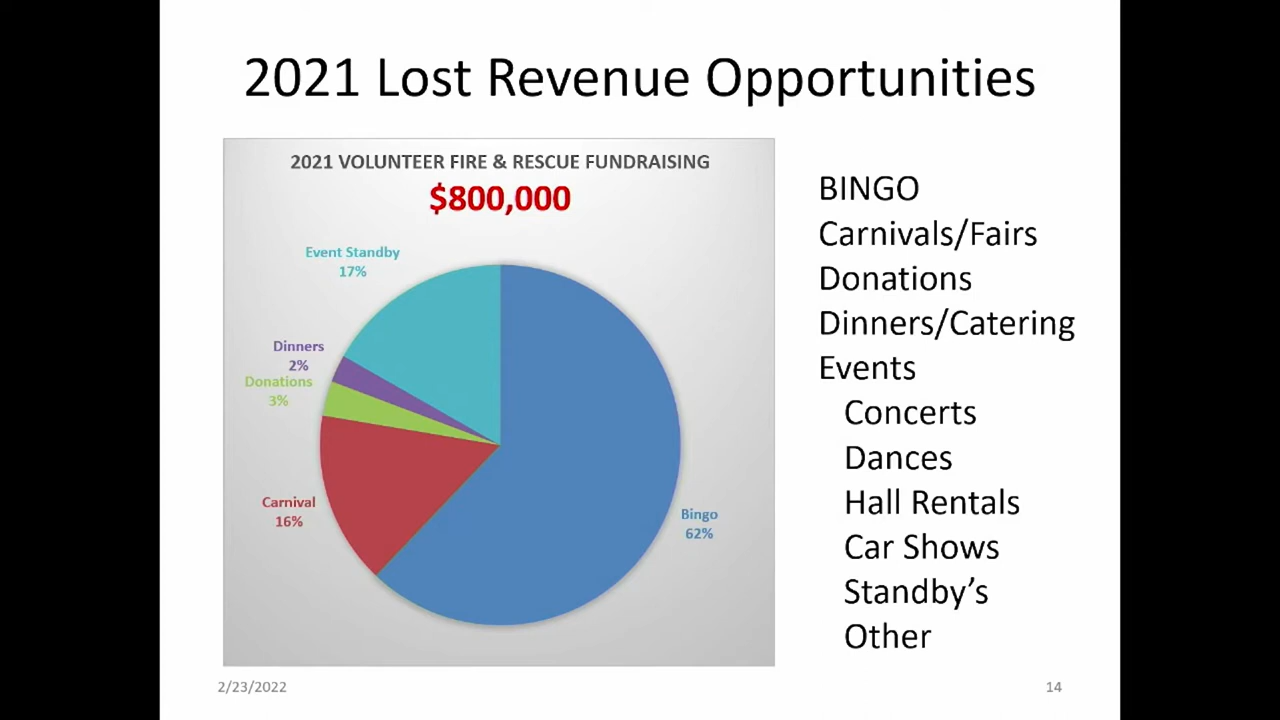 2021 Lost Revenue Opportunities
2021 VOLUNTEER FIRE & RESCUE FUNDRAISING
$800,000
Event Standby
17%
Dinners
2%
Donations
3%
Carnival
16%
Bingo
62%
BINGO
Carnivals/Fairs
Donations
Dinners/Catering
Events
Concerts
Dances
Hall Rentals
Car Shows
Standby’s
Other
2/23/2022
14